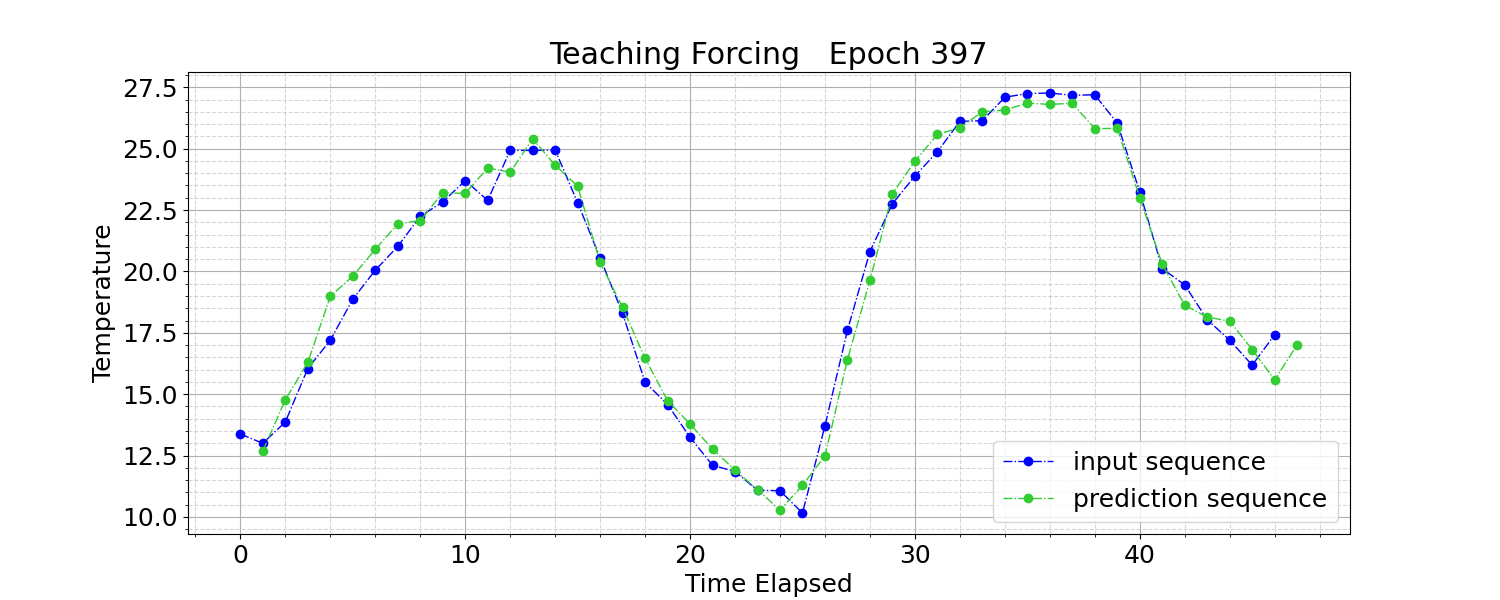 Teaching Forcing   Epoch 397
27.5
25.0
22.5
20.0
17.5
15.0
12.5
10.0
Temperature
input sequence
prediction sequence
0 10 20 30 40
Time Elapsed